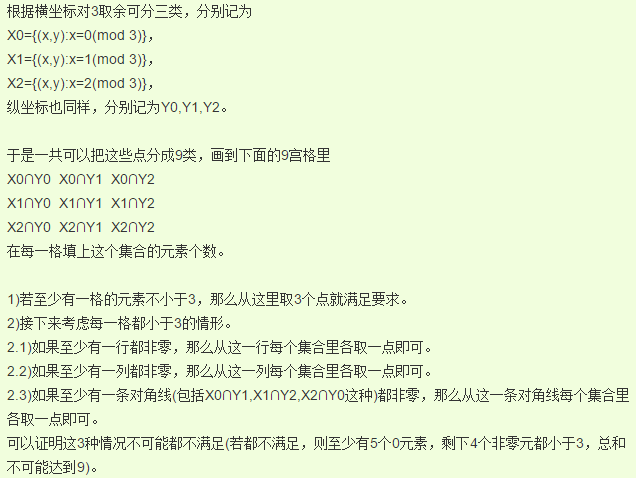 根据横坐标对3取余可分三类，分别记为
X0={(x,y):x=0(mod 3)}，
X1={(x,y):x=1(mod 3)}，
X2={(x,y):x=2(mod 3)}，
纵坐标也同样，分别记为Y0,Y1,Y2。
于是一共可以把这些点分成9类，画到下面的9宫格里
X0∩Y0 X0∩Y1 X0∩Y2
X1∩Y0 X1∩Y1 X1∩Y2
X2∩Y0 X2∩Y1 X2∩Y2
在每一格填上这个集合的元素个数。
1)若至少有一格的元素不小于3，那么从这里取3个点就满足要求。
2)接下来考虑每一格都小于3的情形。
2.1)如果至少有一行都非零，那么从这一行每个集合里各取一点即可。
2.2)如果至少有一列都非零，那么从这一列每个集合里各取一点即可。
2.3)如果至少有一条对角线(包括X0∩Y1,X1∩Y2,X2∩Y0这种)都非零，那么从这一条对角线每个集合里
各取一点即可。
可以证明这3种情况不可能都不满足(若都不满足，则至少有5个0元素，剩下4个非零元都小于3，总和
不可能达到9)。